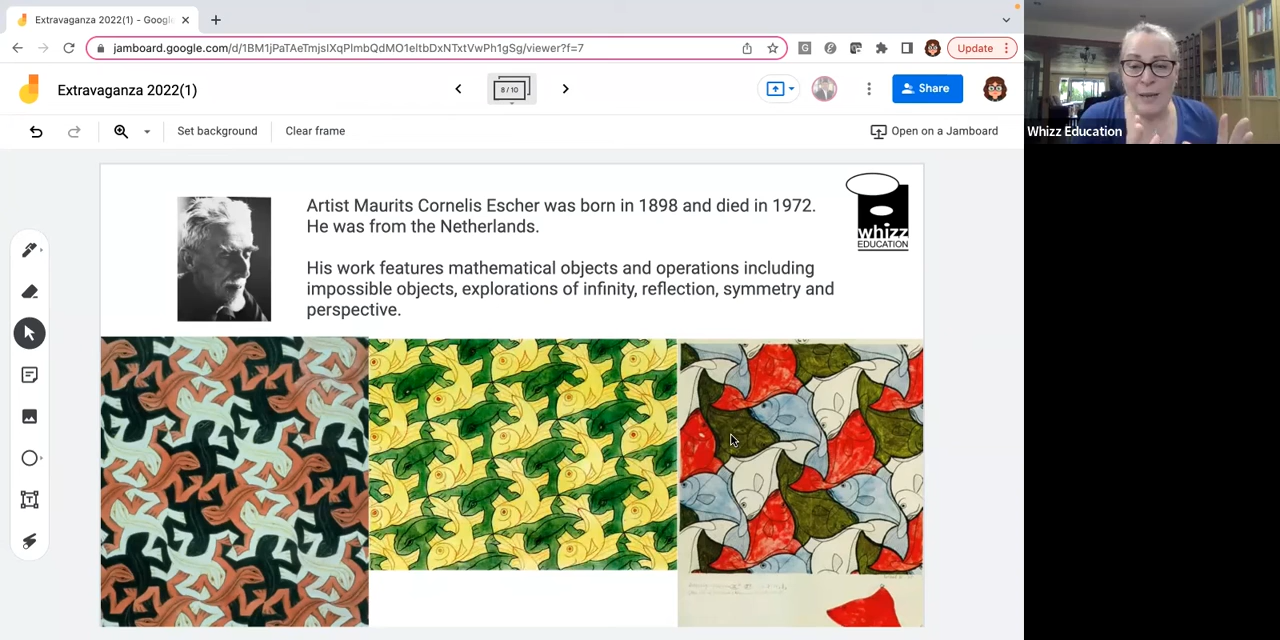 Extravaganza 2022(1) - Googl
jamboard.google.com/d/1BM1jPaTAeTmjsIXqPlmbQdMO1eltbDxNTxtVwPh1gSg/viewer?f=7
Update
Extravaganza 2022(1)
8 / 10
Share
Set background
Clear frame
Open on a Jamboard
Whizz Education
Artist Maurits Cornelis Escher was born in 1898 and died in 1972.
He was from the Netherlands.
His work features mathematical objects and operations including
impossible objects, explorations of infinity, reflection, symmetry and
perspective.
whizz
EDUCATION